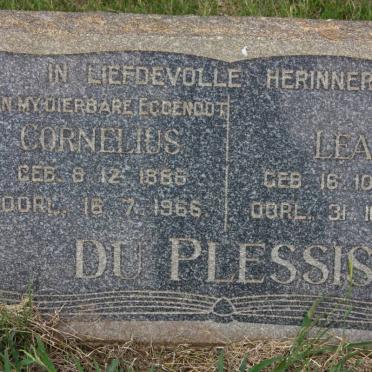 IN LIEFDEVOLLE HERINNER
N MY DIERBARE EGGENOOT
CORNELIUS
GEB. 8 12 1886
OORL. 16 7 1966
LEA
GEB 16 10
OORL. 31 1
DU PLESSIS